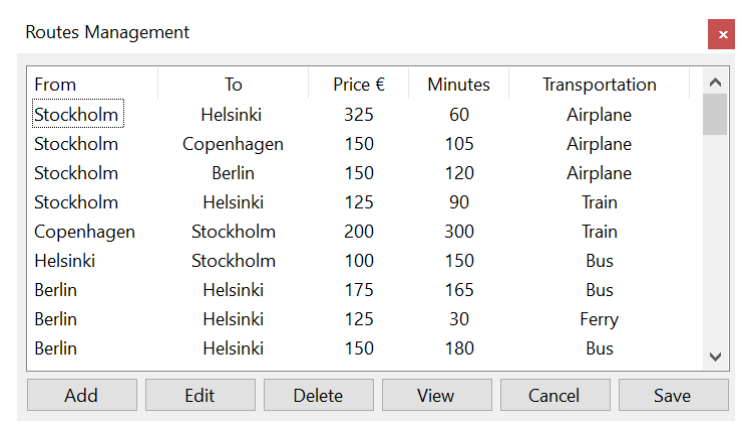 Routes Management
From To Price € Minutes Transportation
Stockholm Helsinki 325 60 Airplane
Stockholm Copenhagen 150 105 Airplane
Stockholm Berlin 150 120 Airplane
Stockholm Helsinki 125 90 Train
Copenhagen Stockholm 200 300 Train
Helsinki Stockholm 100 150 Bus
Berlin Helsinki 175 165 Bus
Berlin Helsinki 125 30 Ferry
Berlin Helsinki 150 180 Bus
Add Edit Delete View Cancel Save